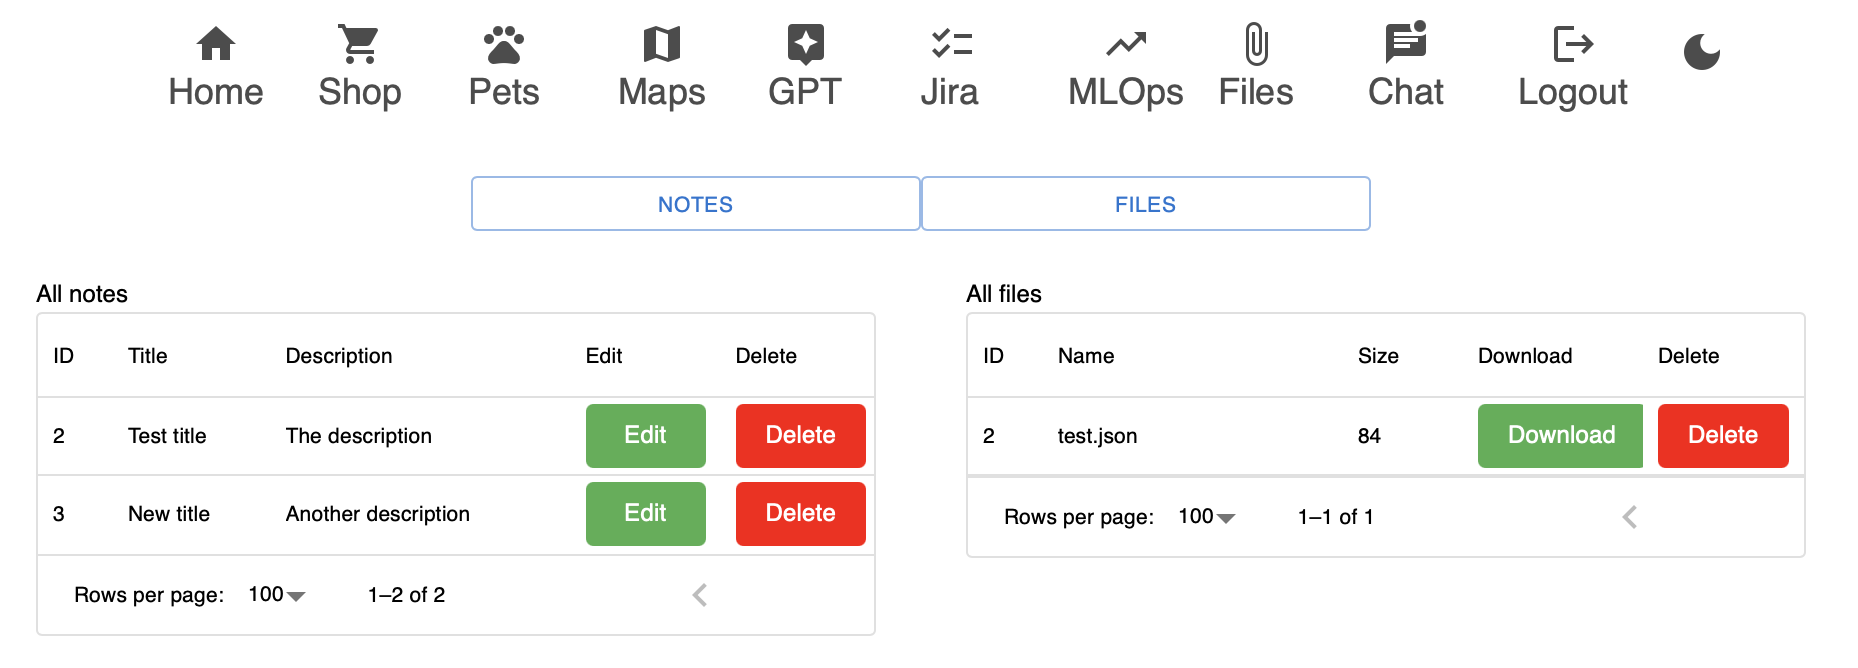 Home Shop Pets Maps GPT Jira MLOps Files Chat Logout
NOTES FILES
All notes
ID Title Description Edit Delete
2 Test title The description Edit Delete
3 New title Another description Edit Delete
Rows per page: 100 1–2 of 2
All files
ID Name Size Download Delete
2 test.json 84 Download Delete
Rows per page: 100 1–1 of 1